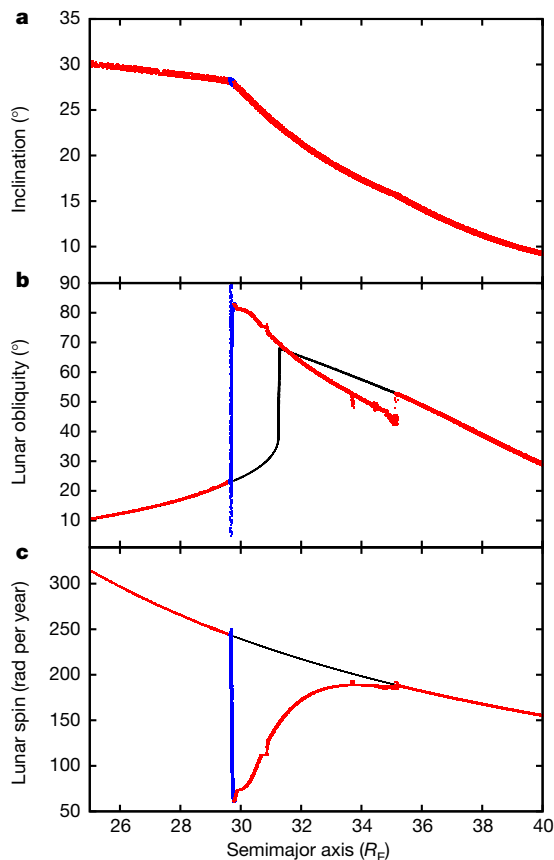 a
35
30
25
20
15
10
Inclination (°)
b
90
80
70
60
50
40
30
20
10
Lunar obliquity (°)
c
300
250
200
150
100
50
Lunar spin (rad per year)
26 28 30 32 34 36 38 40
Semimajor axis (R_E)